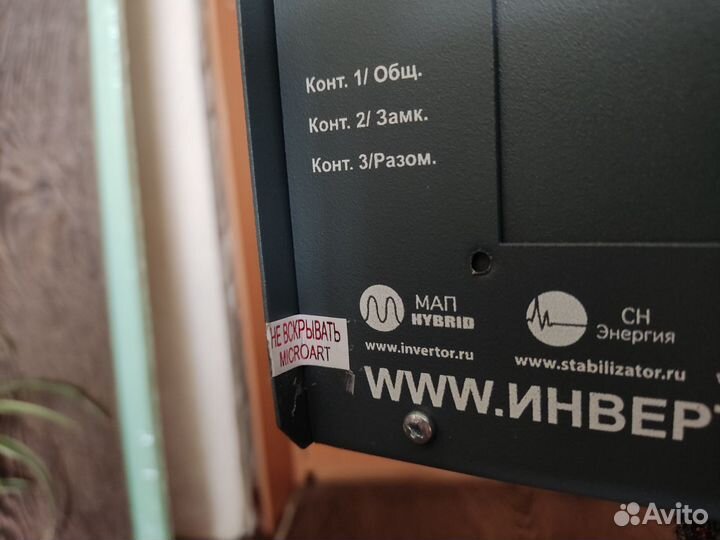 Конт. 1/ Общ.
Конт. 2/ Замк.
Конт. 3/Разом.
МАП
HYBRID
www.invertor.ru
СН
Энергия
www.stabilizator.ru
НЕ ВСКРЫВАТЬ
MICROART
WWW.ИНВЕР
Avito